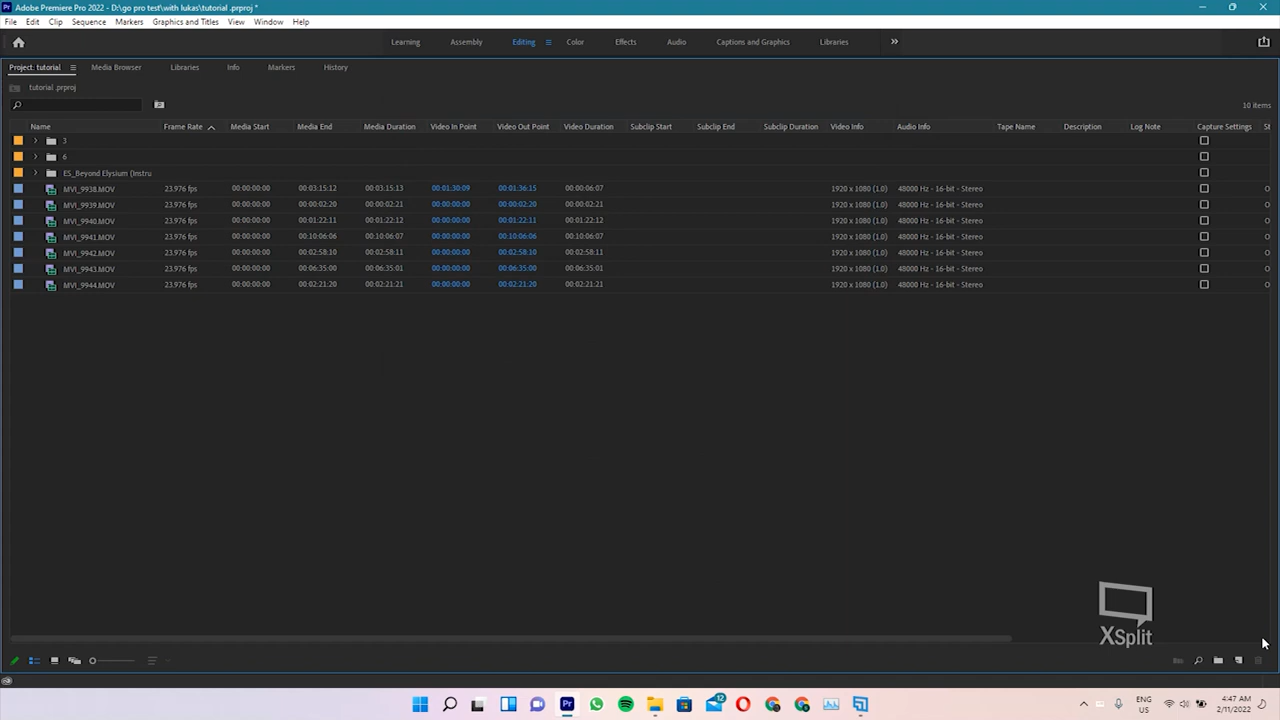 Adobe Premiere Pro 2022 - D:\go pro test\with lukas\tutorial .prproj *
File Edit Clip Sequence Markers Graphics and Titles View Window Help
Learning Assembly Editing Color Effects Audio Captions and Graphics Libraries
Project: tutorial Media Browser Libraries Info Markers History
tutorial .prproj
10 items
Name Frame Rate Media Start Media End Media Duration Video In Point Video Out Point Video Duration Subclip Start Subclip End Subclip Duration Video Info Audio Info Tape Name Description Log Note Capture Settings St
3
6
ES_Beyond Elysium (Instru
MVI_9938.MOV 23.976 fps 00:00:00:00 00:03:15:12 00:03:15:13 00:01:30:09 00:01:36:15 00:00:06:07 1920 x 1080 (1.0) 48000 Hz - 16-bit - Stereo O
MVI_9939.MOV 23.976 fps 00:00:00:00 00:00:02:20 00:00:02:21 00:00:00:00 00:00:02:20 00:00:02:21 1920 x 1080 (1.0) 48000 Hz - 16-bit - Stereo O
MVI_9940.MOV 23.976 fps 00:00:00:00 00:01:22:11 00:01:22:12 00:00:00:00 00:01:22:11 00:01:22:12 1920 x 1080 (1.0) 48000 Hz - 16-bit - Stereo O
MVI_9941.MOV 23.976 fps 00:00:00:00 00:10:06:06 00:10:06:07 00:00:00:00 00:10:06:06 00:10:06:07 1920 x 1080 (1.0) 48000 Hz - 16-bit - Stereo O
MVI_9942.MOV 23.976 fps 00:00:00:00 00:02:58:10 00:02:58:11 00:00:00:00 00:02:58:10 00:02:58:11 1920 x 1080 (1.0) 48000 Hz - 16-bit - Stereo O
MVI_9943.MOV 23.976 fps 00:00:00:00 00:06:35:00 00:06:35:01 00:00:00:00 00:06:35:00 00:06:35:01 1920 x 1080 (1.0) 48000 Hz - 16-bit - Stereo O
MVI_9944.MOV 23.976 fps 00:00:00:00 00:02:21:20 00:02:21:21 00:00:00:00 00:02:21:20 00:02:21:21 1920 x 1080 (1.0) 48000 Hz - 16-bit - Stereo O
XSplit
Pr 12 ENG 4:47 AM
US 2/11/2022